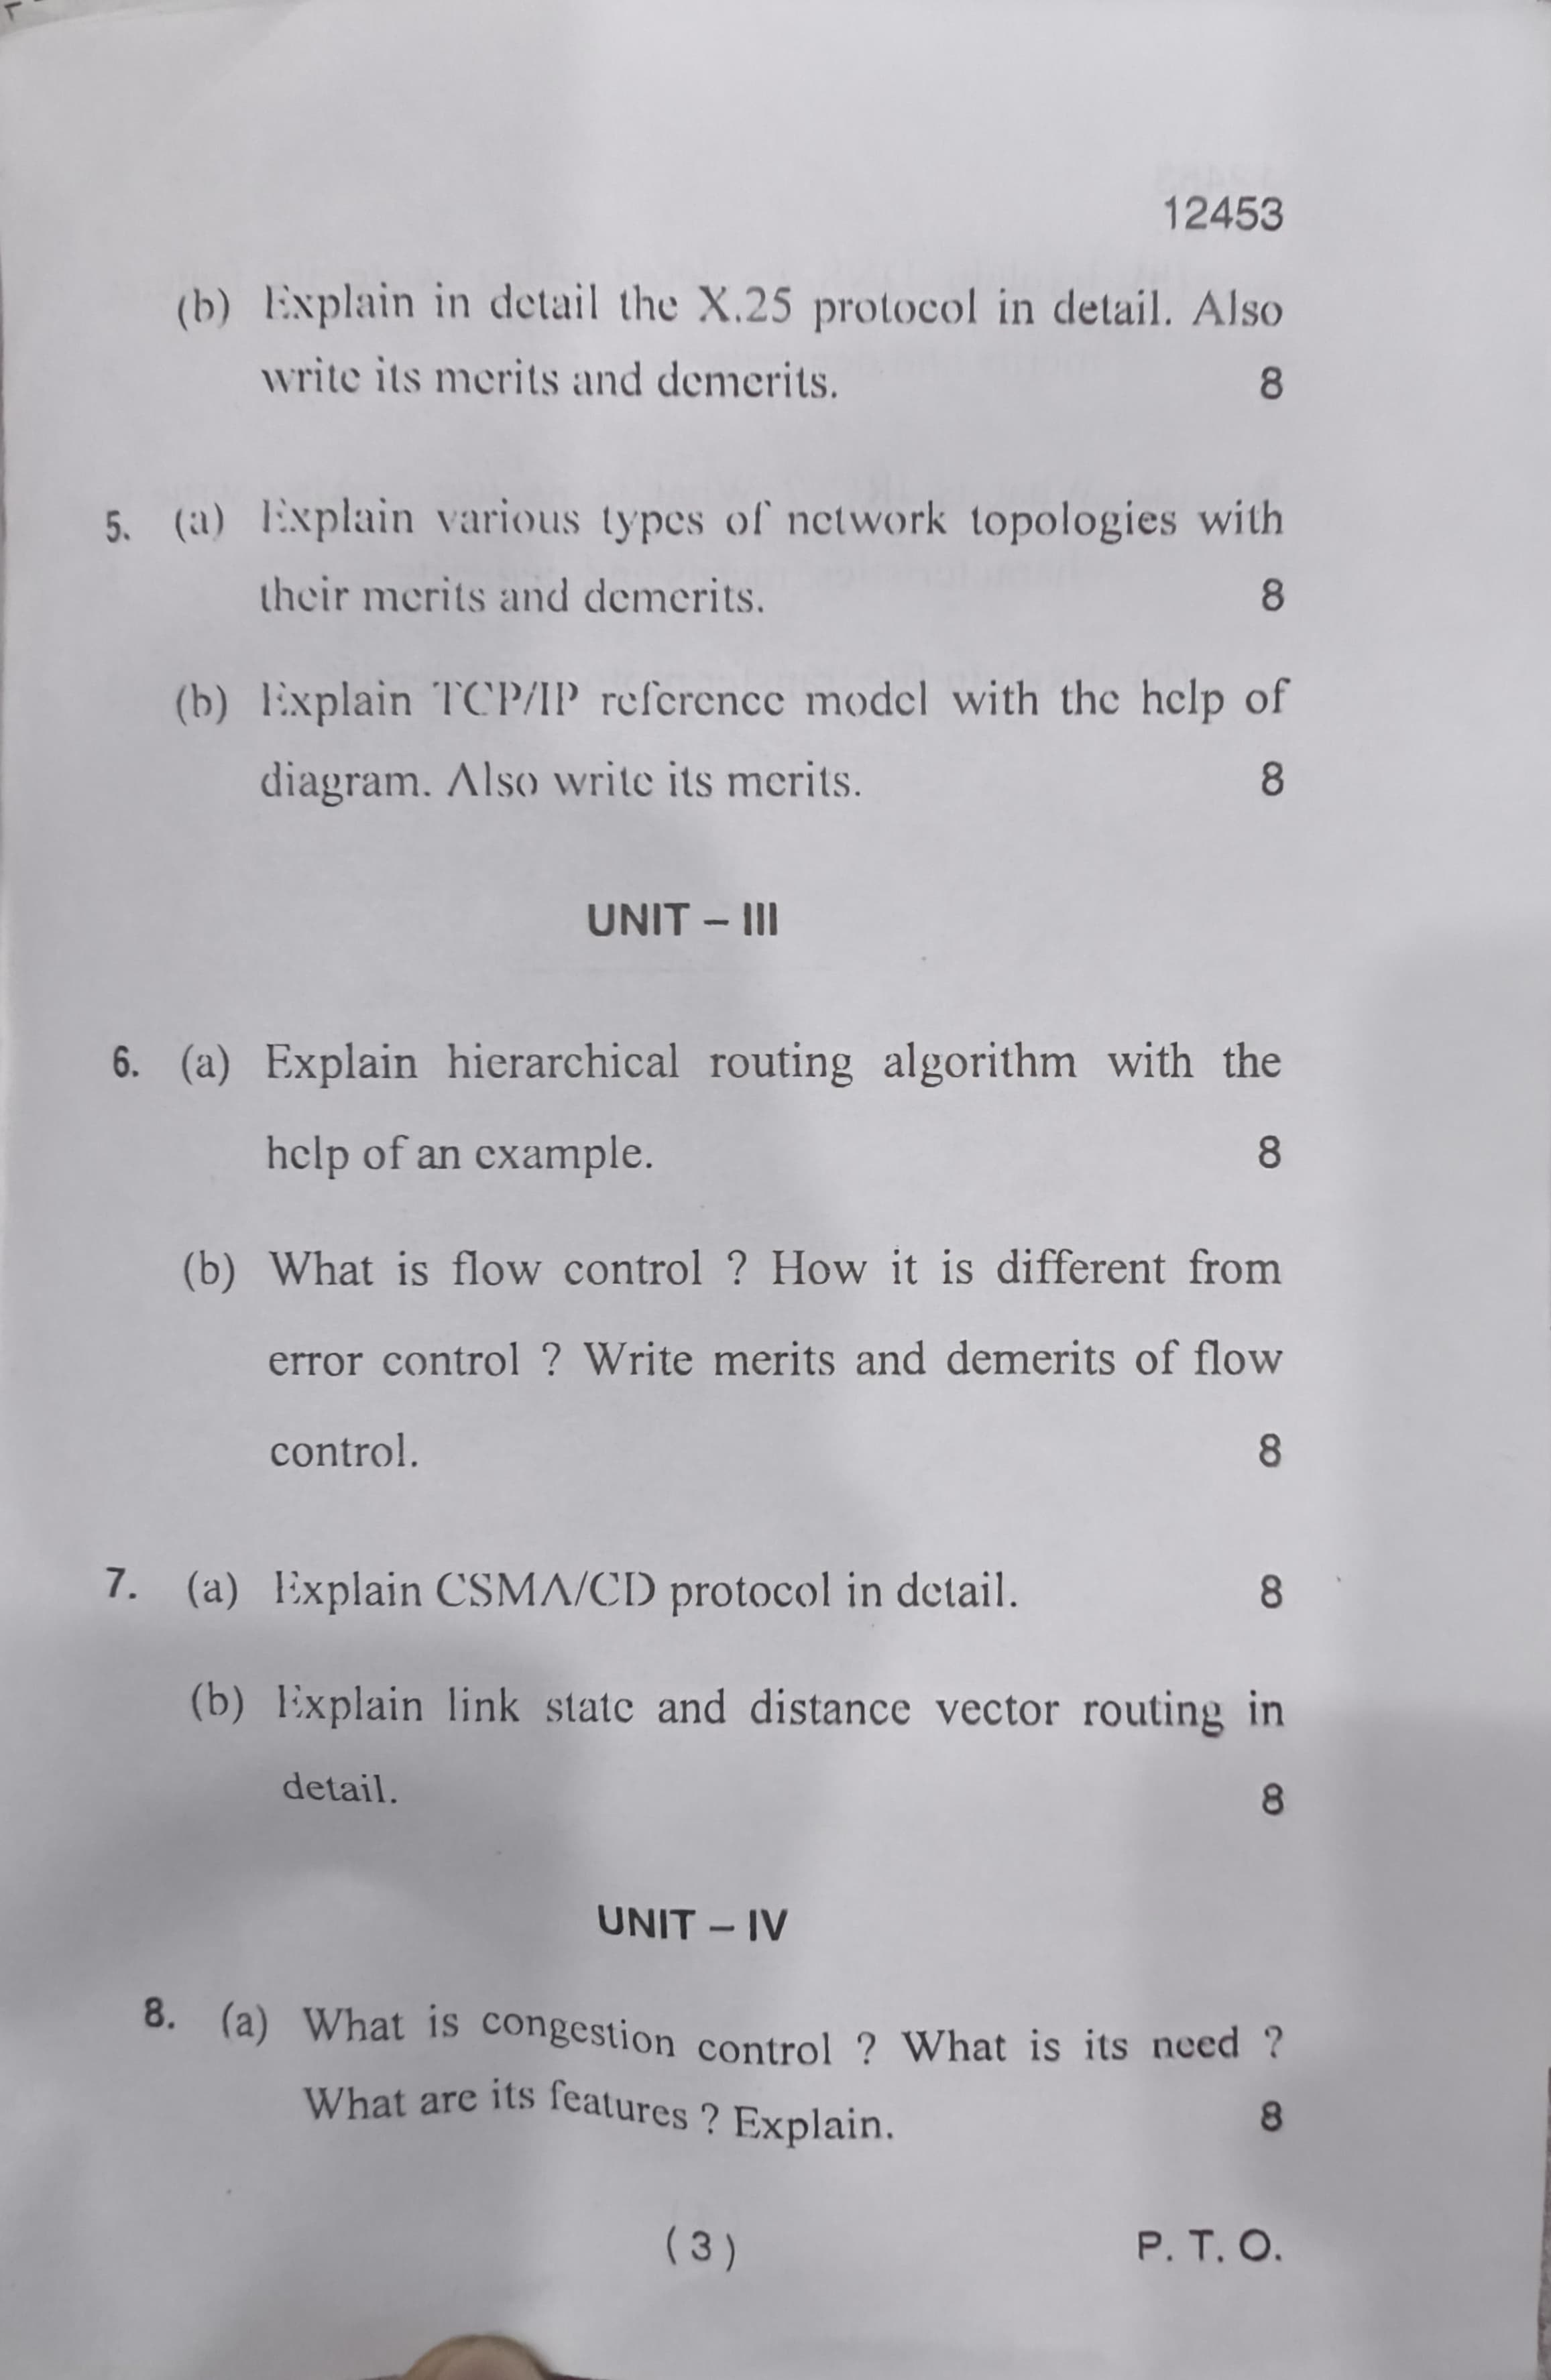 12453
(b) Explain in detail the X.25 protocol in detail. Also
write its merits and demerits. 8
5. (a) Explain various types of network topologies with
their merits and demerits. 8
(b) Explain TCP/IP reference model with the help of
diagram. Also write its merits. 8
UNIT – III
6. (a) Explain hierarchical routing algorithm with the
help of an example. 8
(b) What is flow control ? How it is different from
error control ? Write merits and demerits of flow
control. 8
7. (a) Explain CSMA/CD protocol in detail. 8
(b) Explain link state and distance vector routing in
detail. 8
UNIT – IV
8. (a) What is congestion control ? What is its need ?
What are its features ? Explain. 8
(3) P. T. O.